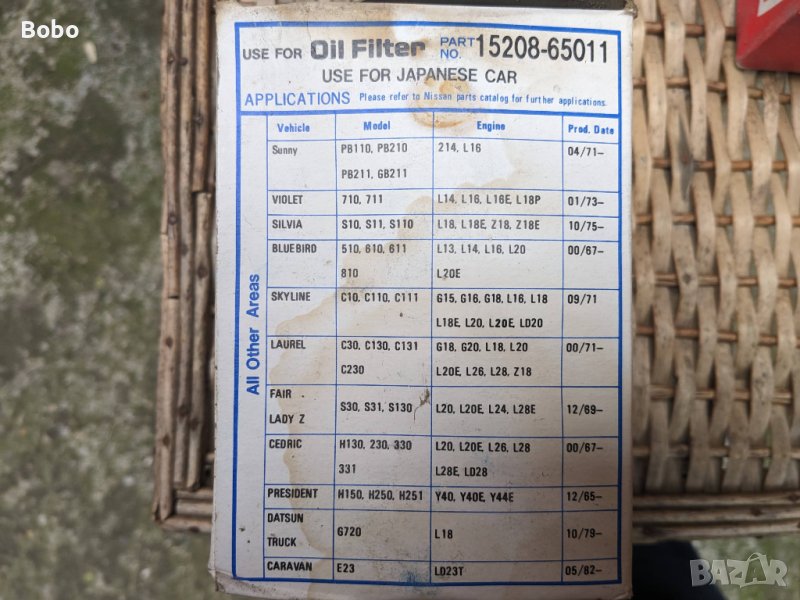 Bobo
USE FOR Oil Filter PART NO. 15208-65011
USE FOR JAPANESE CAR
APPLICATIONS Please refer to Nissan parts catalog for further applications.
All Other Areas
Vehicle Model Engine Prod. Date
Sunny PB110, PB210 214, L16 04/71-
PB211, GB211
VIOLET 710, 711 L14, L16, L16E, L18P 01/73-
SILVIA S10, S11, S110 L18, L18E, Z18, Z18E 10/75-
BLUEBIRD 510, 610, 611 L13, L14, L16, L20 00/67-
810 L20E
SKYLINE C10, C110, C111 G15, G16, G18, L16, L18 09/71
L18E, L20, L20E, LD20
LAUREL C30, C130, C131 G18, G20, L18, L20 00/71-
C230 L20E, L26, L28, Z18
FAIR
LADY Z S30, S31, S130 L20, L20E, L24, L28E 12/69-
CEDRIC H130, 230, 330 L20, L20E, L26, L28 00/67-
331 L28E, LD28
PRESIDENT H150, H250, H251 Y40, Y40E, Y44E 12/65-
DATSUN
TRUCK G720 L18 10/79-
CARAVAN E23 LD23T 05/82-
BAZAR